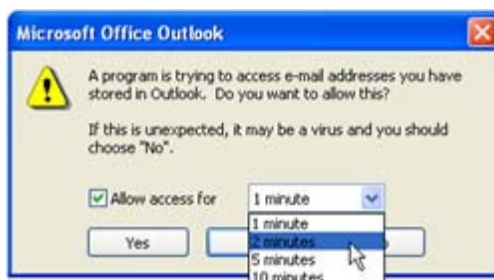 Microsoft Office Outlook
A program is trying to access e-mail addresses you have
stored in Outlook. Do you want to allow this?
If this is unexpected, it may be a virus and you should
choose "No".
Allow access for
1 minute
1 minute
Yes
2 minutes
5 minutes
10 minutes